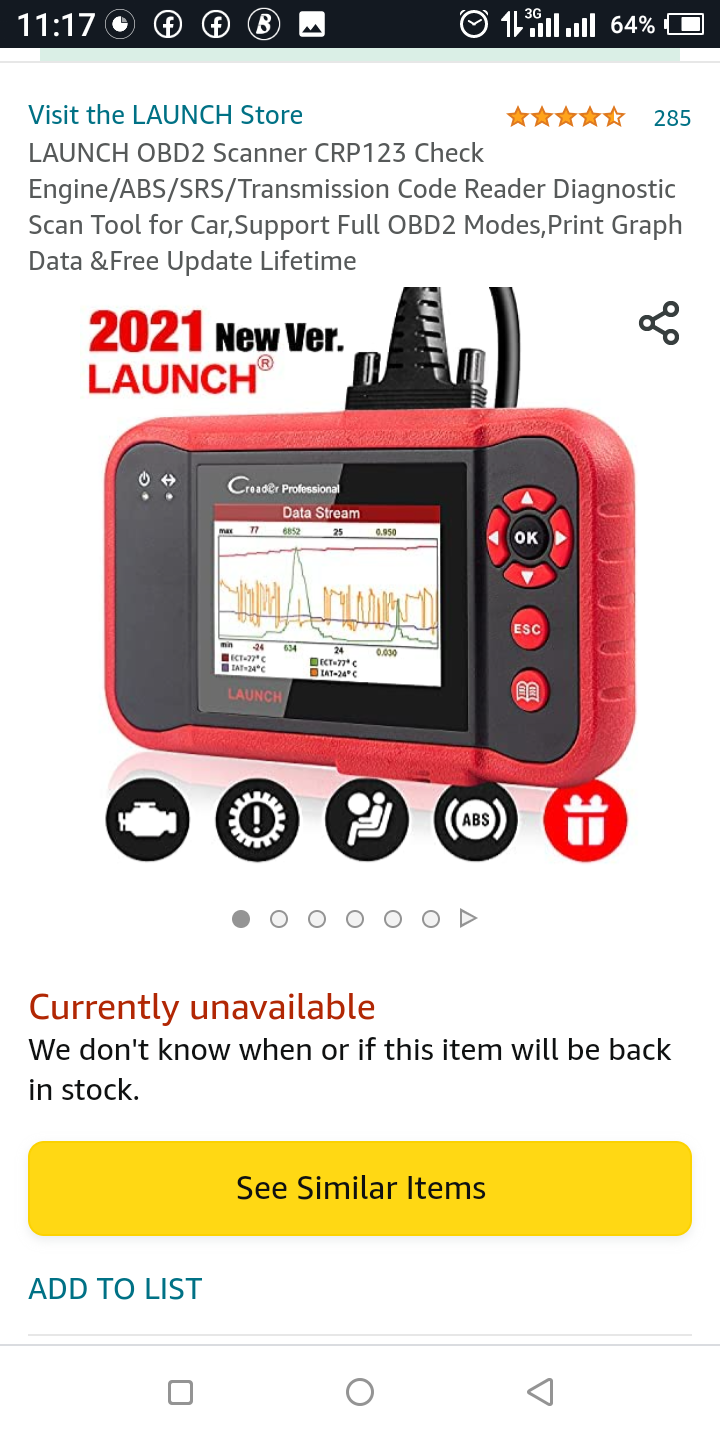 11:17
3G
64%
Visit the LAUNCH Store
285
LAUNCH OBD2 Scanner CRP123 Check
Engine/ABS/SRS/Transmission Code Reader Diagnostic
Scan Tool for Car,Support Full OBD2 Modes,Print Graph
Data &Free Update Lifetime
2021 New Ver.
LAUNCH®
Creader Professional
Data Stream
max 77 6852 25 0.950
min -24 634 24 0.030
ECT=77°C ECT=77°C
IAT=24°C IAT=24°C
LAUNCH
OK
ESC
ABS
Currently unavailable
We don't know when or if this item will be back
in stock.
See Similar Items
ADD TO LIST